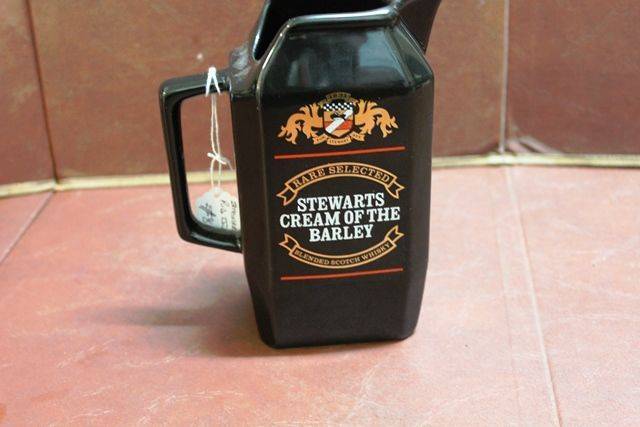 RARE SELECTED
STEWARTS
CREAM OF THE
BARLEY
BLENDED SCOTCH WHISKY